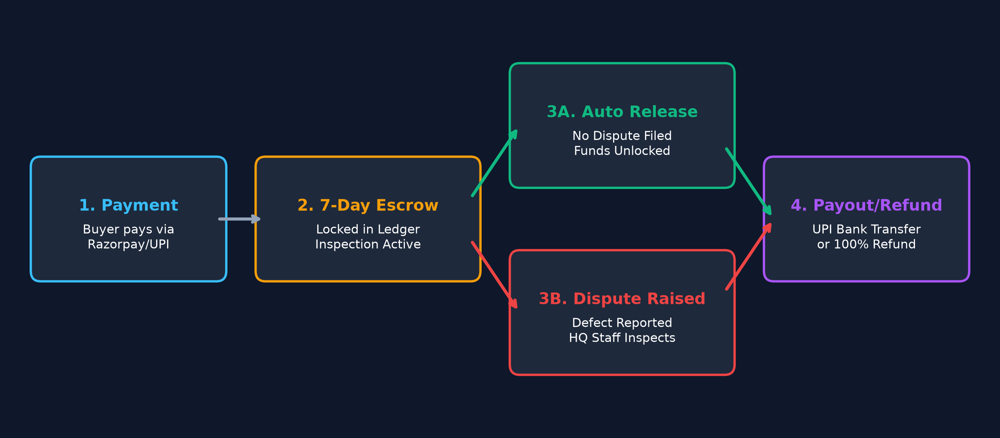 1. Payment
Buyer pays via
Razorpay/UPI
2. 7-Day Escrow
Locked in Ledger
Inspection Active
3A. Auto Release
No Dispute Filed
Funds Unlocked
3B. Dispute Raised
Defect Reported
HQ Staff Inspects
4. Payout/Refund
UPI Bank Transfer
or 100% Refund